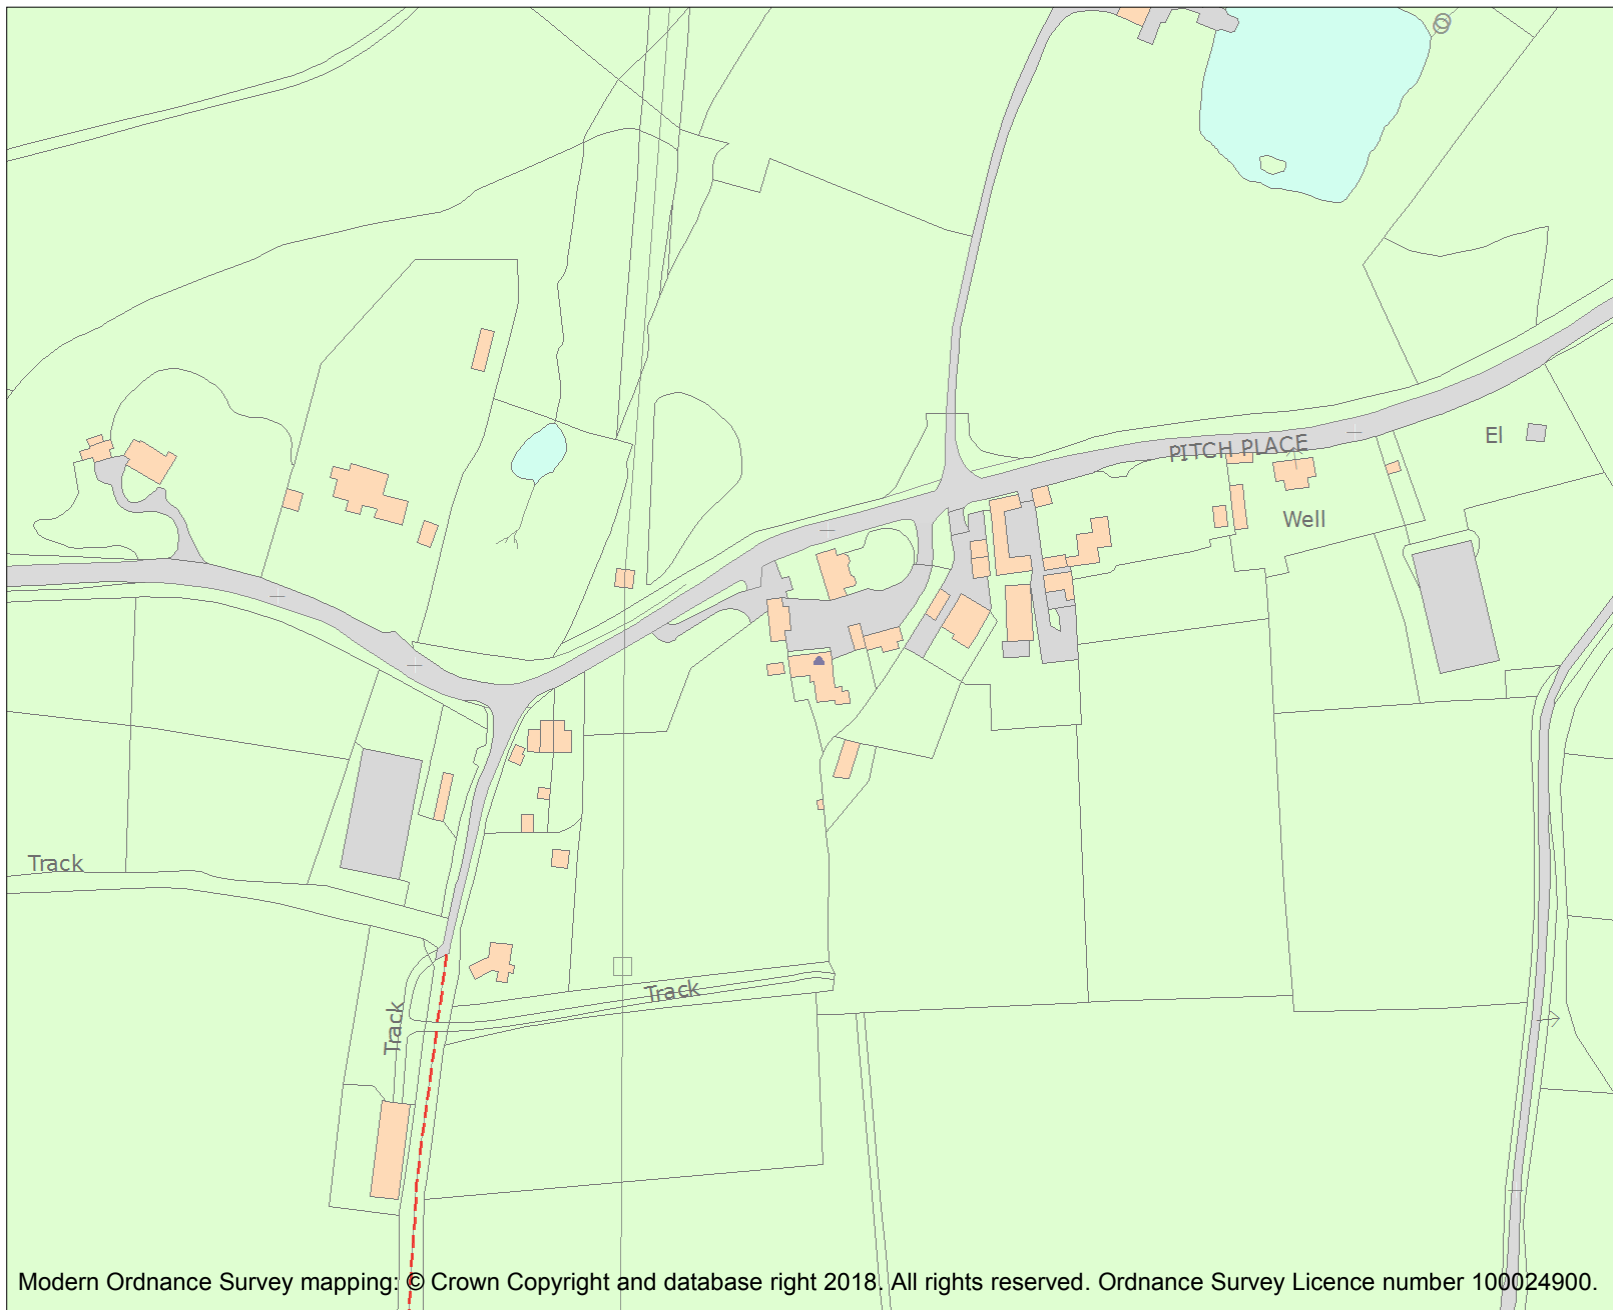 PITCH PLACE
El
Well
Track
Track
Track
Modern Ordnance Survey mapping: © Crown Copyright and database right 2018. All rights reserved. Ordnance Survey Licence number 100024900.